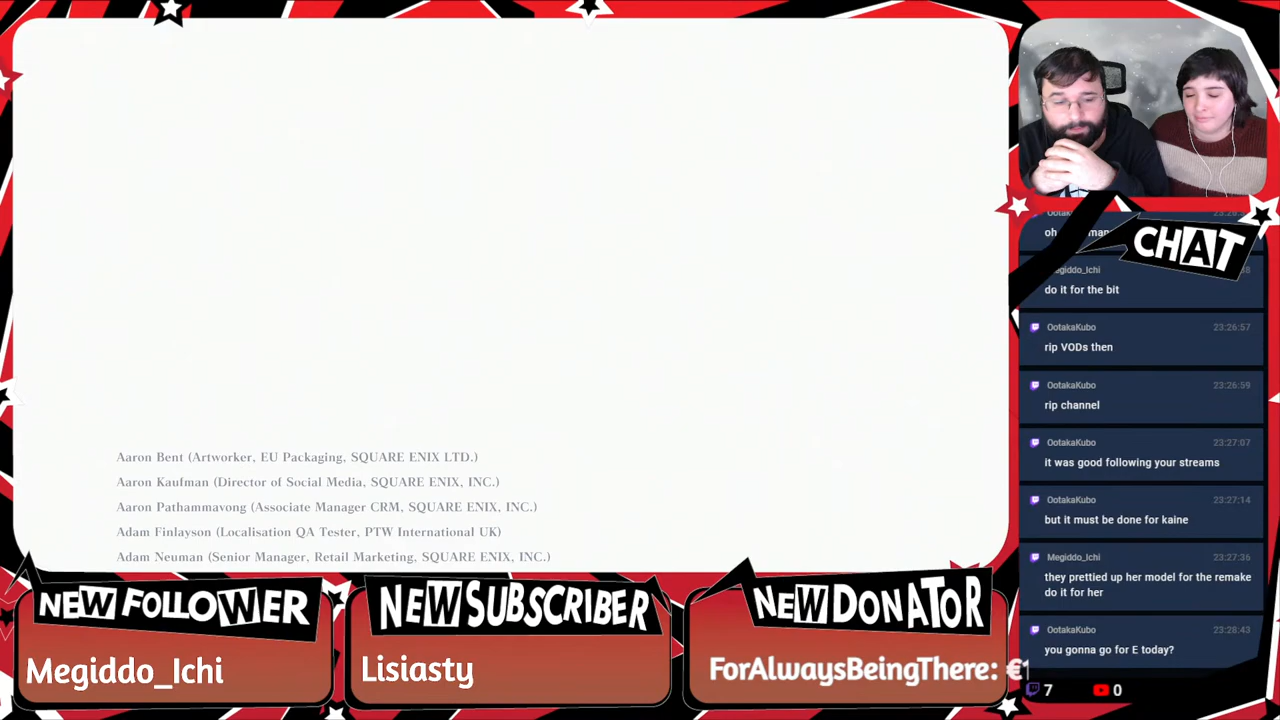 Aaron Bent (Artworker, EU Packaging, SQUARE ENIX LTD.)
Aaron Kaufman (Director of Social Media, SQUARE ENIX, INC.)
Aaron Pathammavong (Associate Manager CRM, SQUARE ENIX, INC.)
Adam Finlayson (Localisation QA Tester, PTW International UK)
Adam Neuman (Senior Manager, Retail Marketing, SQUARE ENIX, INC.)
NEW FOLLOWER
Megiddo_Ichi
NEW SUBSCRIBER
Lisiasty
NEW DONATOR
ForAlwaysBeingThere: €1
CHAT
oh
Megiddo_Ichi
do it for the bit
OotakaKubo 23:26:57
rip VODs then
OotakaKubo 23:26:59
rip channel
OotakaKubo 23:27:07
it was good following your streams
OotakaKubo 23:27:14
but it must be done for kaine
Megiddo_Ichi 23:27:36
they prettied up her model for the remake
do it for her
OotakaKubo 23:28:43
you gonna go for E today?
7 0